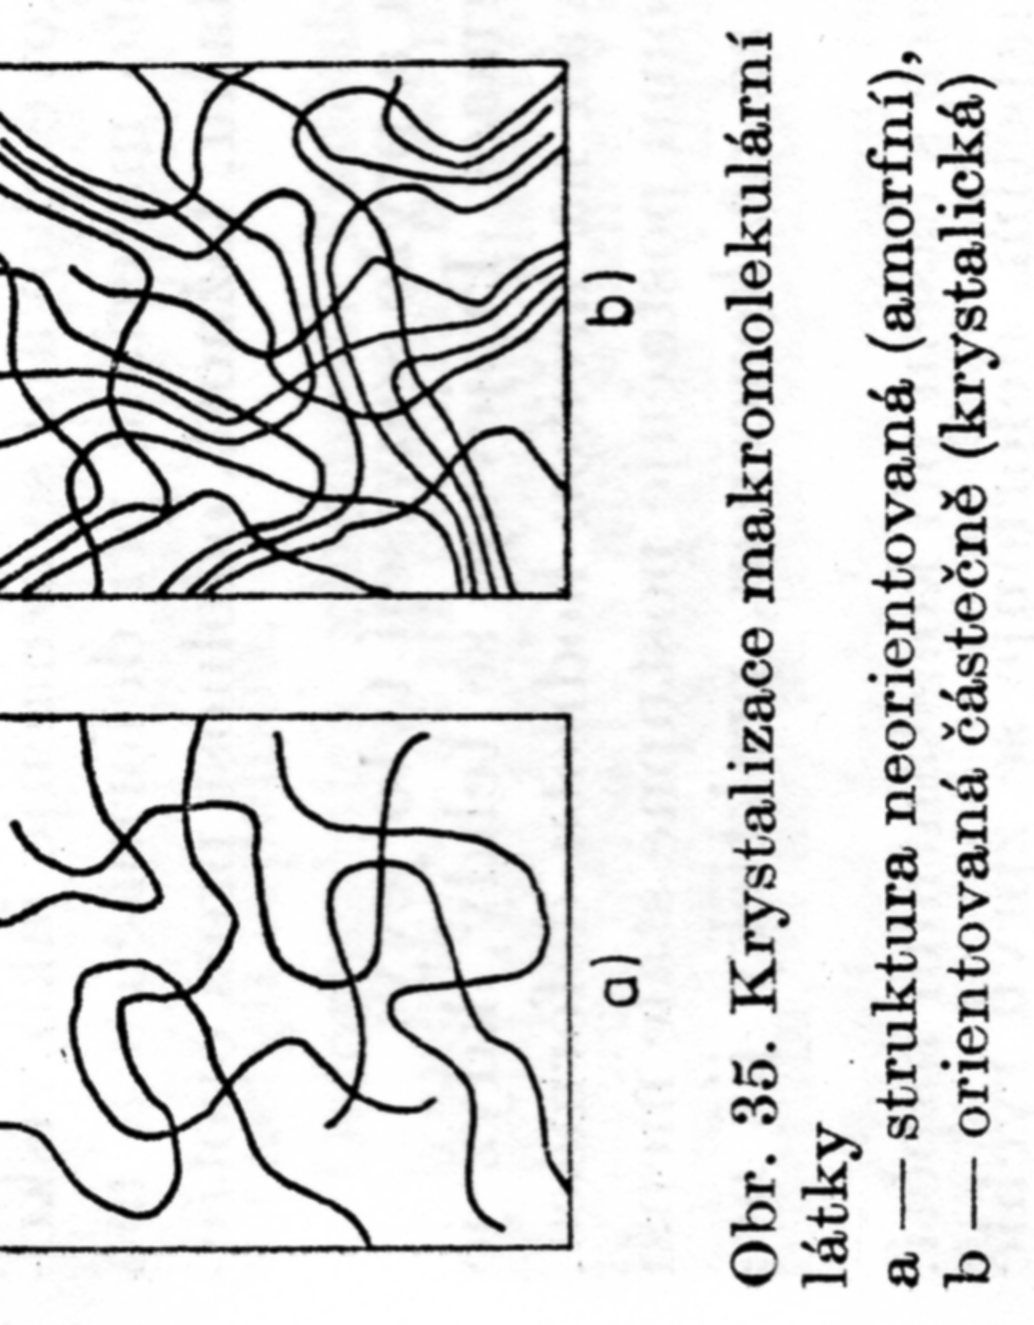 a) b)
Obr. 35. Krystalizace makromolekulární
látky
a — struktura neorientovaná (amorfní),
b — orientovaná částečně (krystalická)